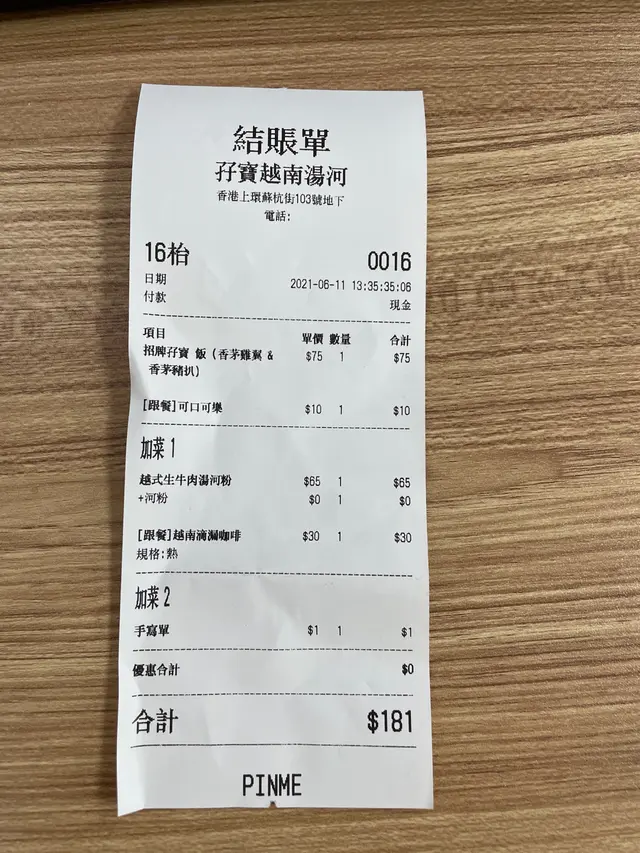 結賬單
孖寶越南湯河
香港上環蘇杭街103號地下
電話:
16枱 0016
日期 2021-06-11 13:35:35:06
付款 現金
項目 單價 數量 合計
招牌孖寶 飯 (香茅雞翼 & $75 1 $75
香茅豬扒)
[跟餐]可口可樂 $10 1 $10
加菜 1
越式生牛肉湯河粉 $65 1 $65
+河粉 $0 1 $0
[跟餐]越南滴漏咖啡 $30 1 $30
規格:熱
加菜 2
手寫單 $1 1 $1
優惠合計 $0
合計 $181
PINME